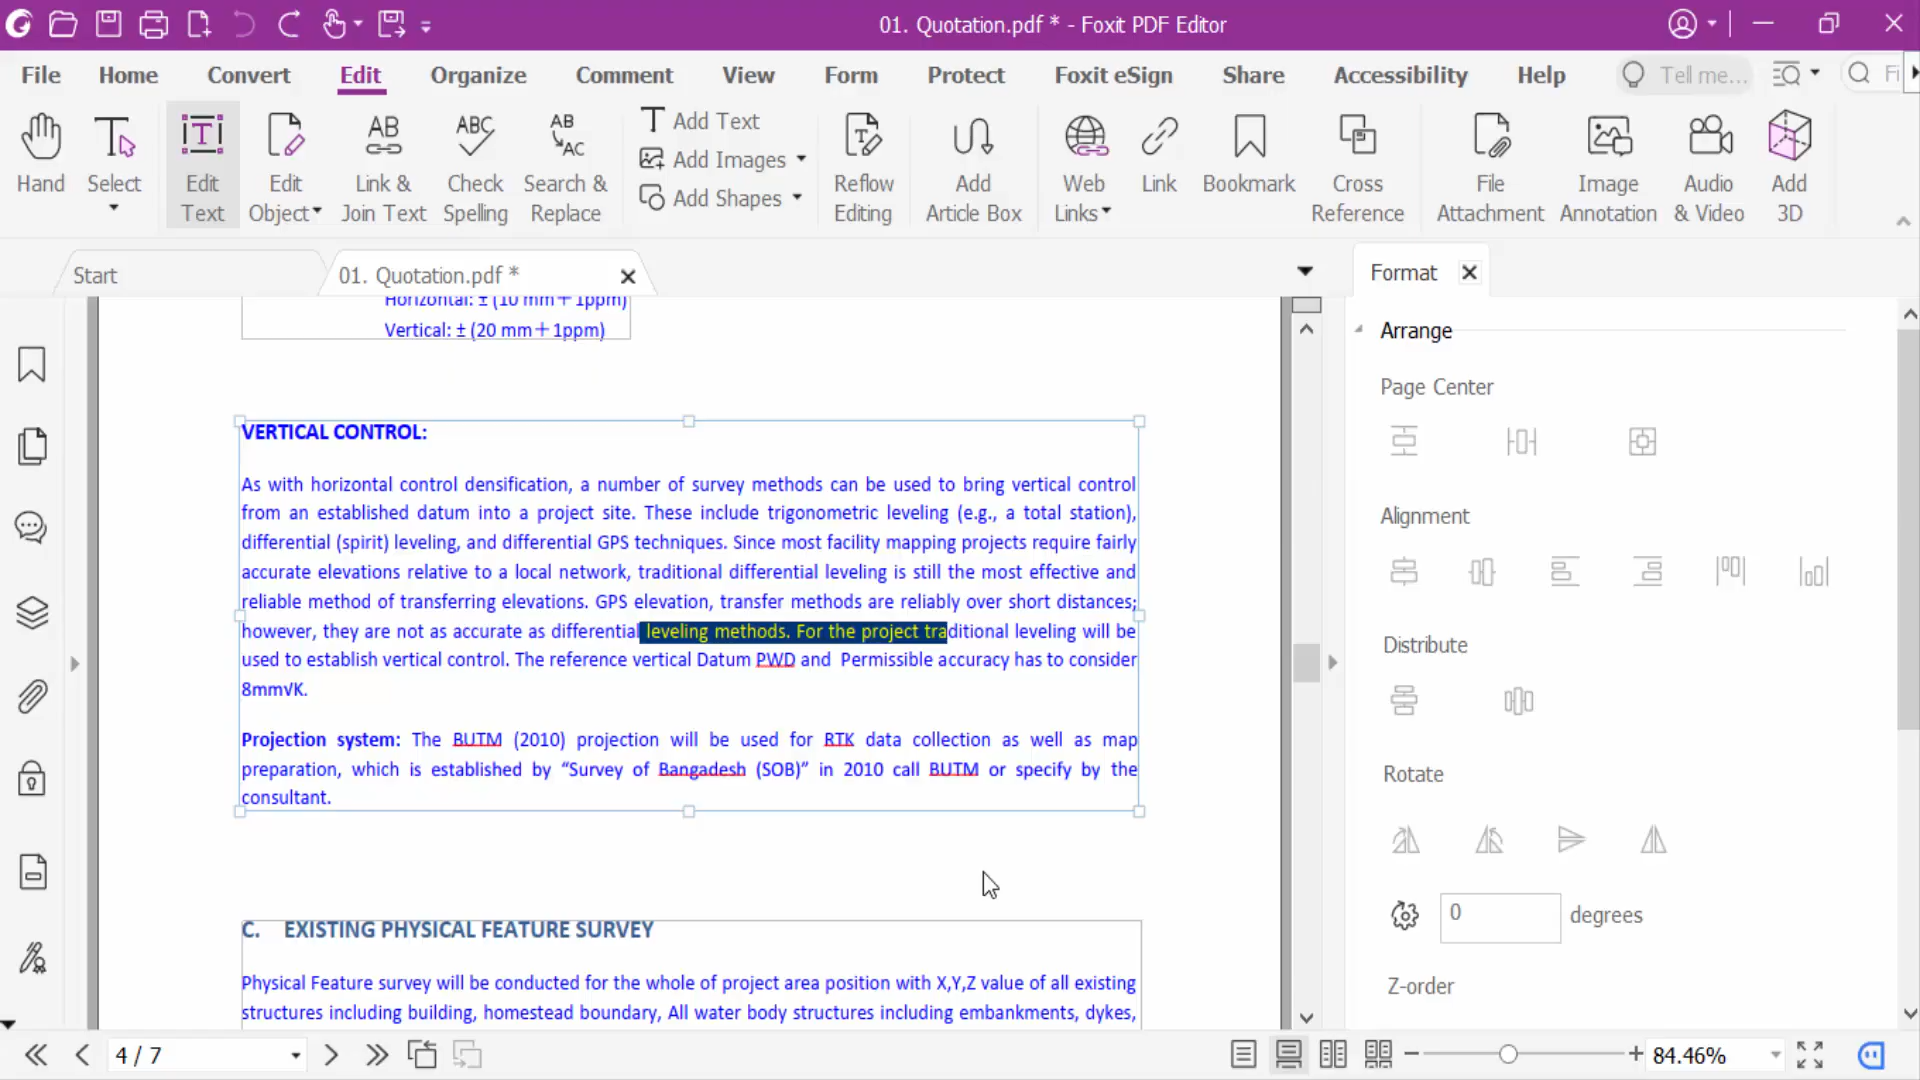 01. Quotation.pdf * - Foxit PDF Editor
File Home Convert Edit Organize Comment View Form Protect Foxit eSign Share Accessibility Help Tell me... Fi
Hand
Select
Edit
Text
Edit
Object
Link &
Join Text
Check
Spelling
Search &
Replace
Add Text
Add Images
Add Shapes
Reflow
Editing
Add
Article Box
Web
Links
Link
Bookmark
Cross
Reference
File
Attachment
Image
Annotation
Audio
& Video
Add
3D
Start
01. Quotation.pdf *
Format
Horizontal: ± (10 mm＋1ppm)
Vertical: ± (20 mm＋1ppm)
VERTICAL CONTROL:
As with horizontal control densification, a number of survey methods can be used to bring vertical control
from an established datum into a project site. These include trigonometric leveling (e.g., a total station),
differential (spirit) leveling, and differential GPS techniques. Since most facility mapping projects require fairly
accurate elevations relative to a local network, traditional differential leveling is still the most effective and
reliable method of transferring elevations. GPS elevation, transfer methods are reliably over short distances;
however, they are not as accurate as differential leveling methods. For the project traditional leveling will be
used to establish vertical control. The reference vertical Datum PWD and Permissible accuracy has to consider
8mm√K.
Projection system: The BUTM (2010) projection will be used for RTK data collection as well as map
preparation, which is established by “Survey of Bangadesh (SOB)” in 2010 call BUTM or specify by the
consultant.
C. EXISTING PHYSICAL FEATURE SURVEY
Physical Feature survey will be conducted for the whole of project area position with X,Y,Z value of all existing
structures including building, homestead boundary, All water body structures including embankments, dykes,
Arrange
Page Center
Alignment
Distribute
Rotate
0 degrees
Z-order
4 / 7
84.46%